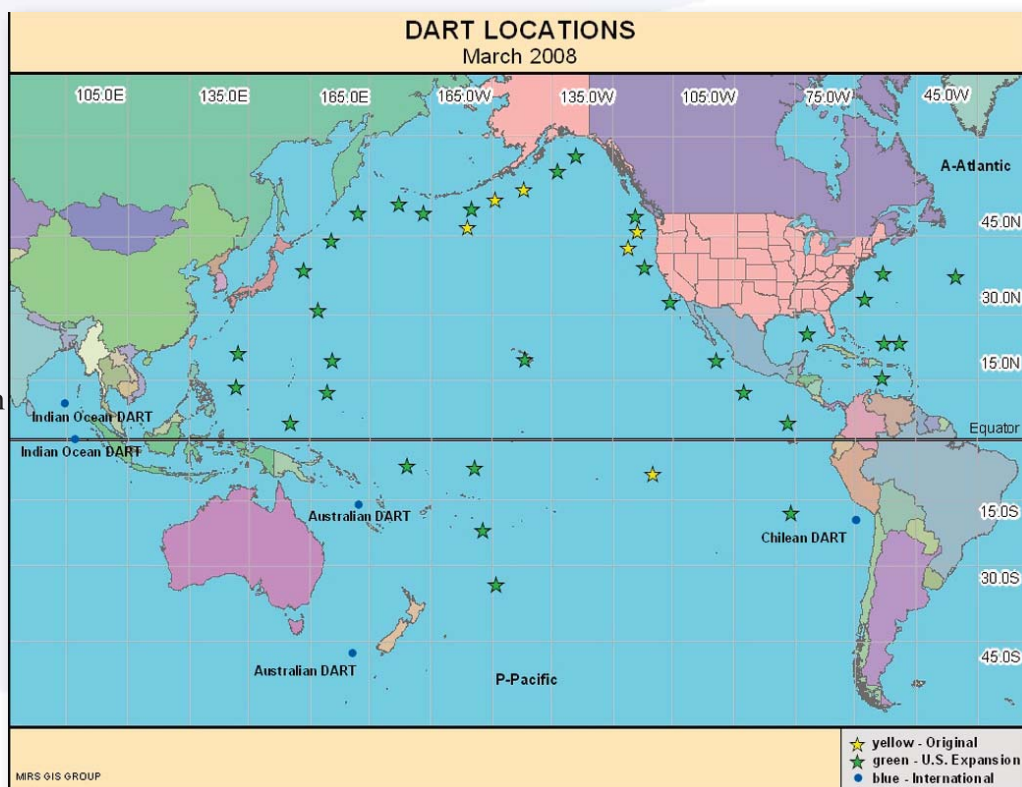 DART LOCATIONS
March 2008
105.0E 135.0E 165.0E 165.0W 135.0W 105.0W 75.0W 45.0W
A-Atlantic
45.0N
30.0N
15.0N
n
Indian Ocean DART
Equator
Indian Ocean DART
15.0S
Australian DART
Chilean DART
30.0S
45.0S
Australian DART
P-Pacific
yellow - Original
green - U.S. Expansion
blue - International
MIRS GIS GROUP